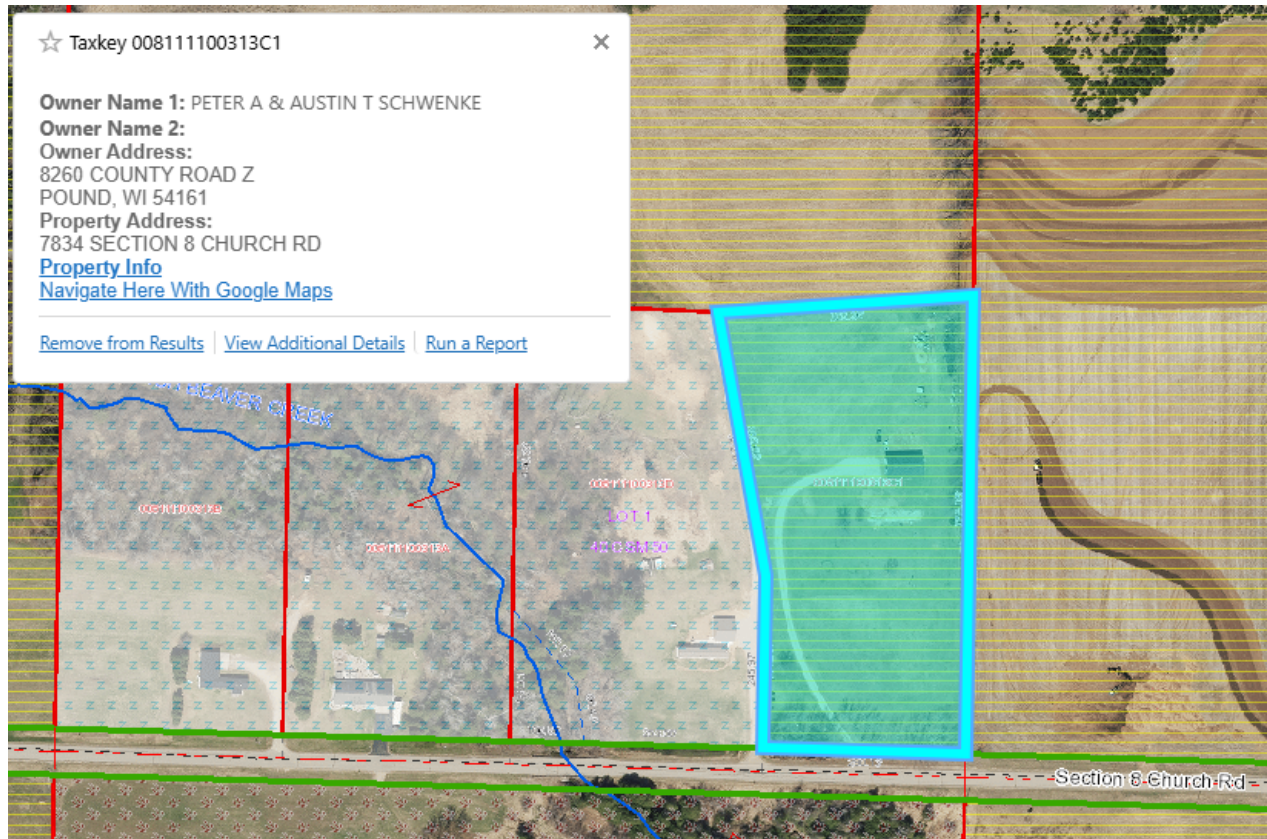 Taxkey 008111100313C1
Owner Name 1: PETER A & AUSTIN T SCHWENKE
Owner Name 2:
Owner Address:
8260 COUNTY ROAD Z
POUND, WI 54161
Property Address:
7834 SECTION 8 CHURCH RD
Property Info
Navigate Here With Google Maps
Remove from Results View Additional Details Run a Report
BEAVER CREEK
LOT 1
245.97
Section 8 Church Rd